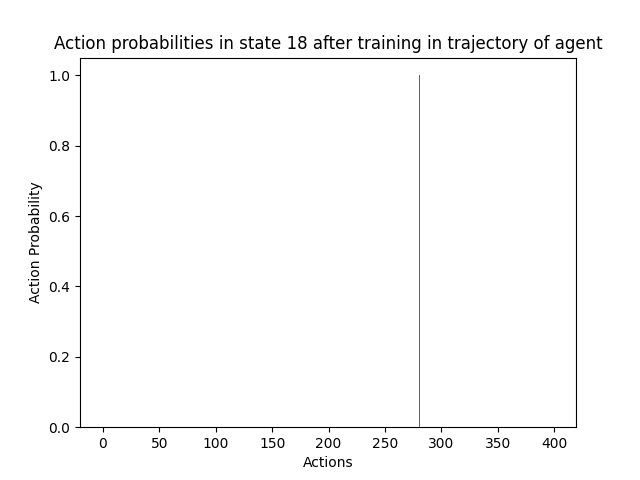 Action probabilities in state 18 after training in trajectory of agent
1.0
0.8
0.6
0.4
0.2
0.0
Action Probability
0 50 100 150 200 250 300 350 400
Actions